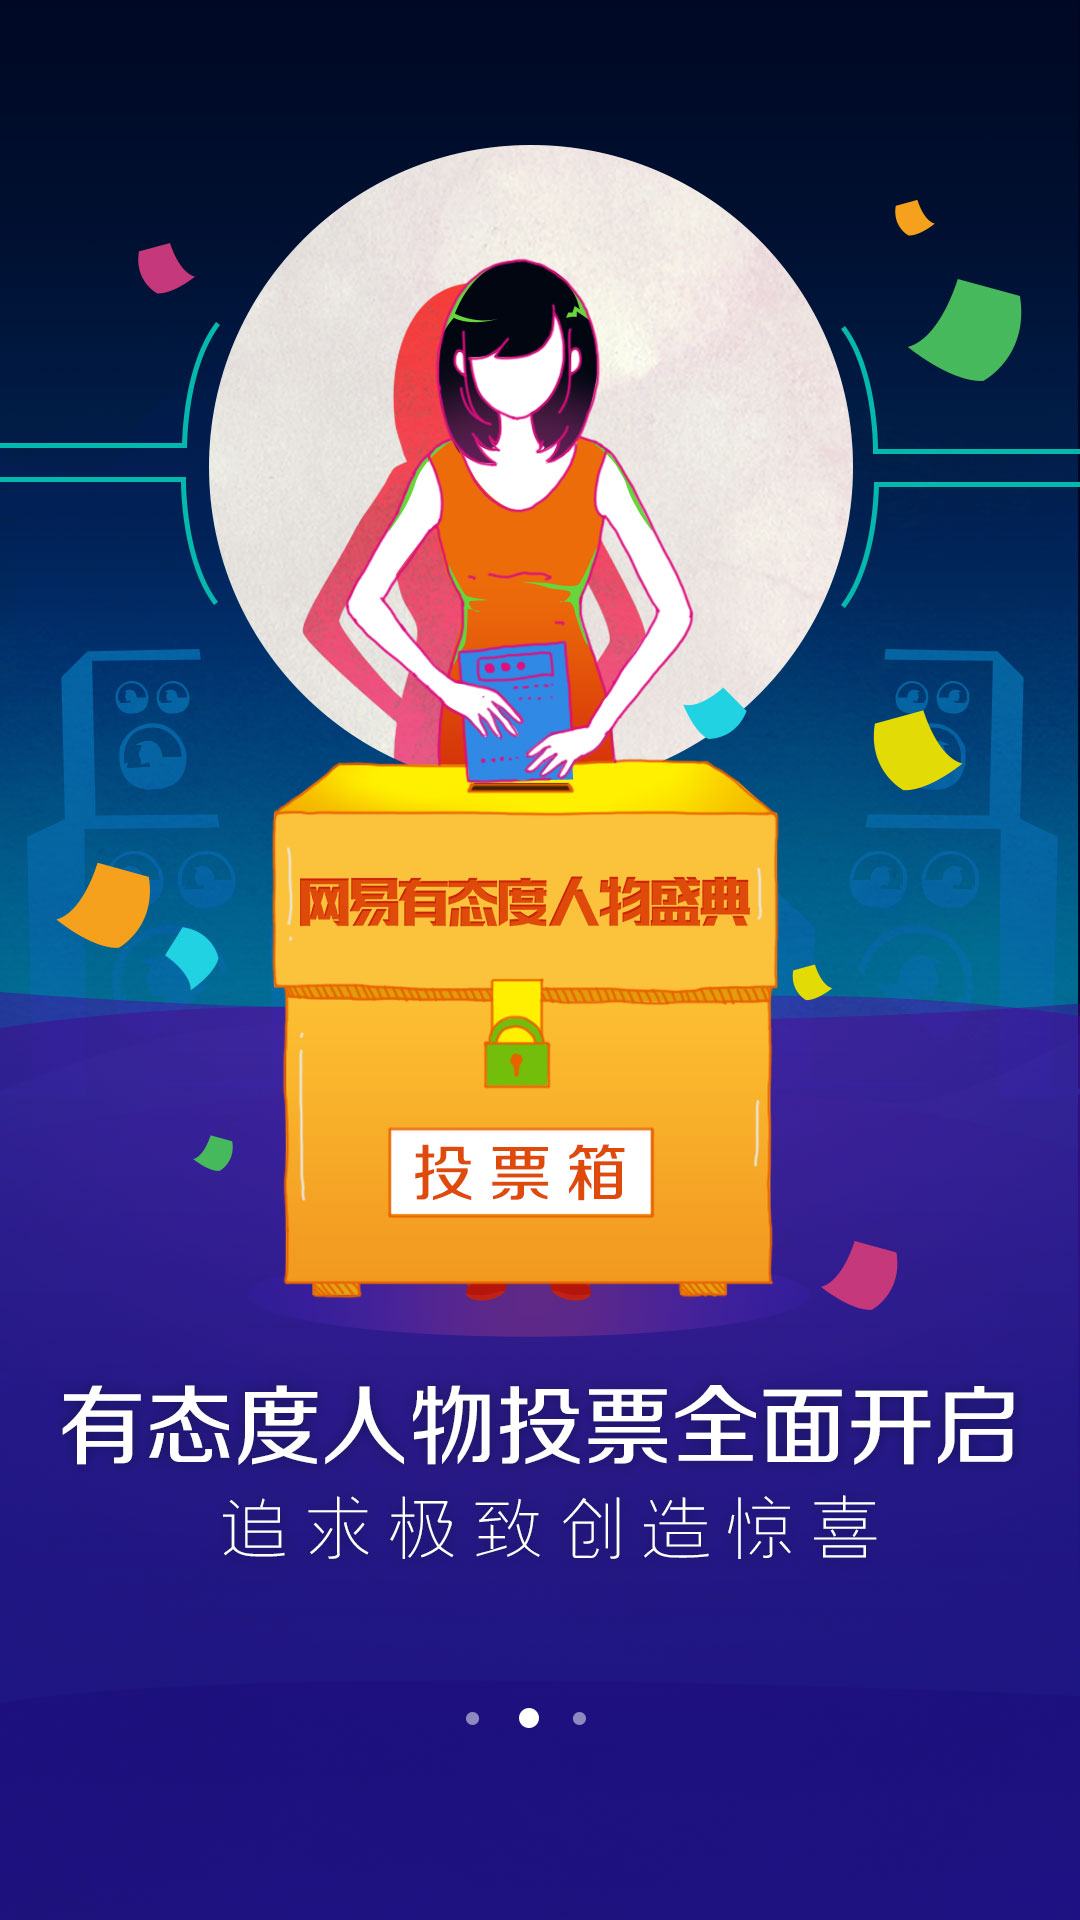 网易有态度人物盛典
投票箱
有态度人物投票全面开启
追求极致创造惊喜